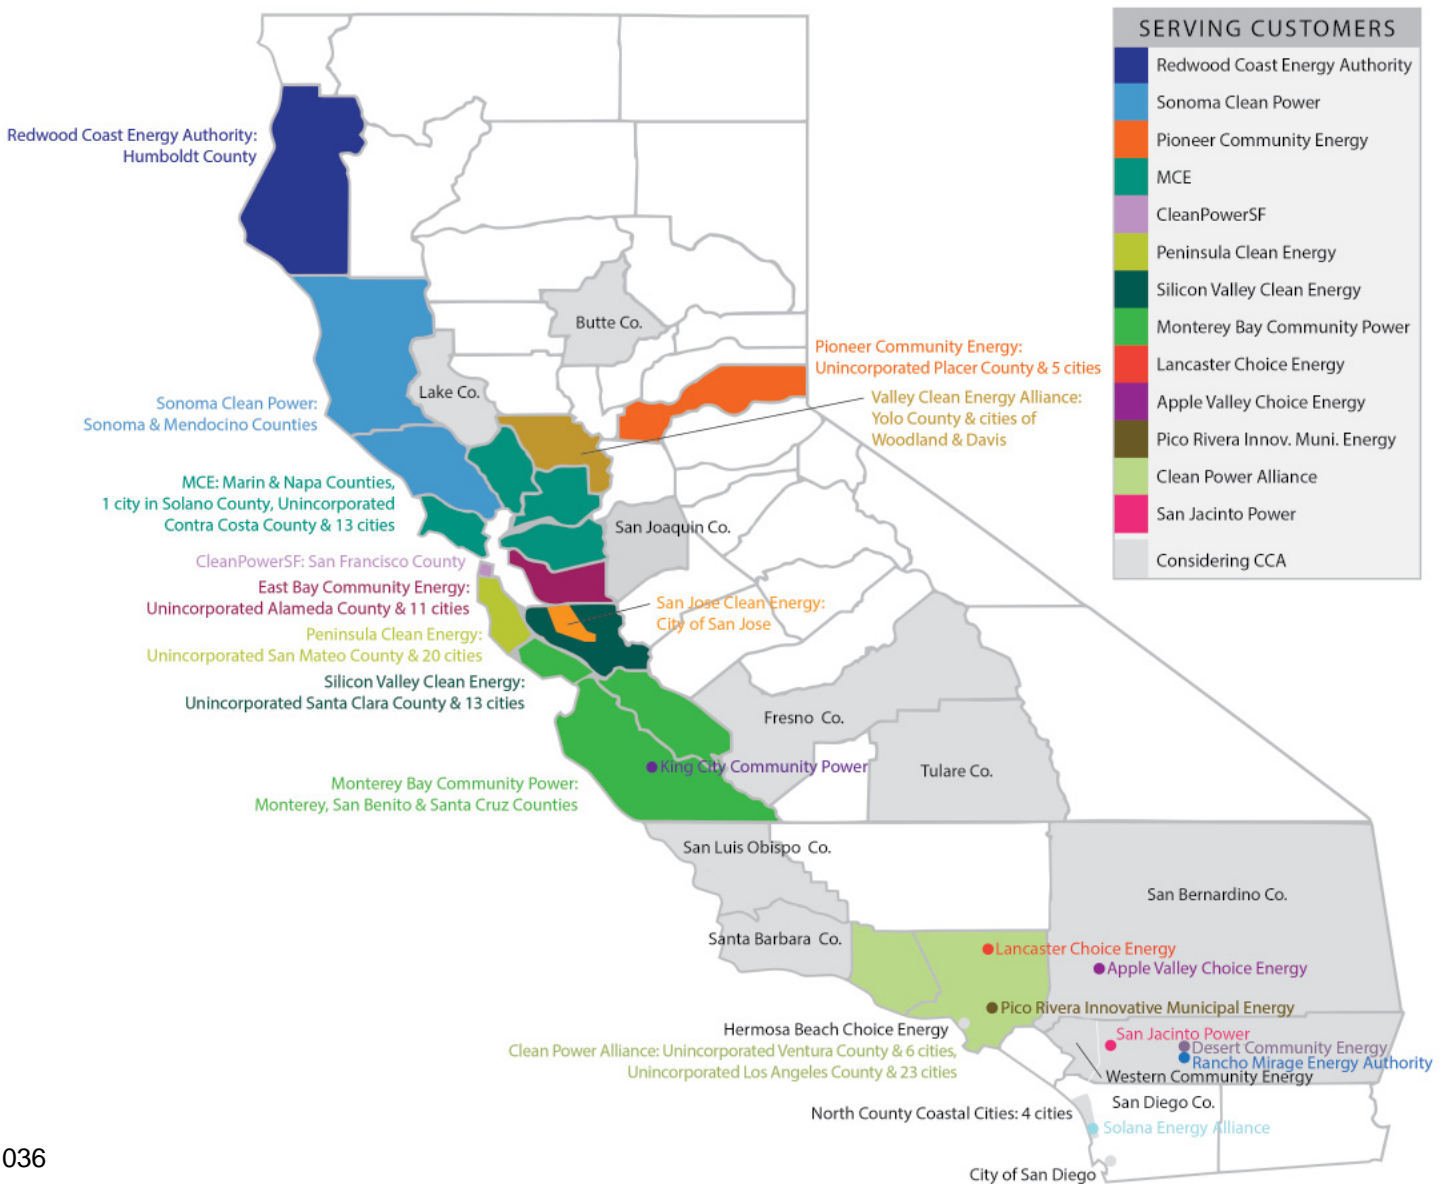 SERVING CUSTOMERS
Redwood Coast Energy Authority
Sonoma Clean Power
Pioneer Community Energy
MCE
CleanPowerSF
Peninsula Clean Energy
Silicon Valley Clean Energy
Monterey Bay Community Power
Lancaster Choice Energy
Apple Valley Choice Energy
Pico Rivera Innov. Muni. Energy
Clean Power Alliance
San Jacinto Power
Considering CCA
Redwood Coast Energy Authority:
Humboldt County
Butte Co.
Pioneer Community Energy:
Unincorporated Placer County & 5 cities
Lake Co.
Valley Clean Energy Alliance:
Yolo County & cities of
Woodland & Davis
Sonoma Clean Power:
Sonoma & Mendocino Counties
MCE: Marin & Napa Counties,
1 city in Solano County, Unincorporated
Contra Costa County & 13 cities
San Joaquin Co.
CleanPowerSF: San Francisco County
East Bay Community Energy:
Unincorporated Alameda County & 11 cities
San Jose Clean Energy:
City of San Jose
Peninsula Clean Energy:
Unincorporated San Mateo County & 20 cities
Silicon Valley Clean Energy:
Unincorporated Santa Clara County & 13 cities
Fresno Co.
King City Community Power
Tulare Co.
Monterey Bay Community Power:
Monterey, San Benito & Santa Cruz Counties
San Luis Obispo Co.
San Bernardino Co.
Santa Barbara Co.
Lancaster Choice Energy
Apple Valley Choice Energy
Pico Rivera Innovative Municipal Energy
Hermosa Beach Choice Energy
Clean Power Alliance: Unincorporated Ventura County & 6 cities,
Unincorporated Los Angeles County & 23 cities
San Jacinto Power
Desert Community Energy
Rancho Mirage Energy Authority
Western Community Energy
San Diego Co.
North County Coastal Cities: 4 cities
Solana Energy Alliance
City of San Diego
036